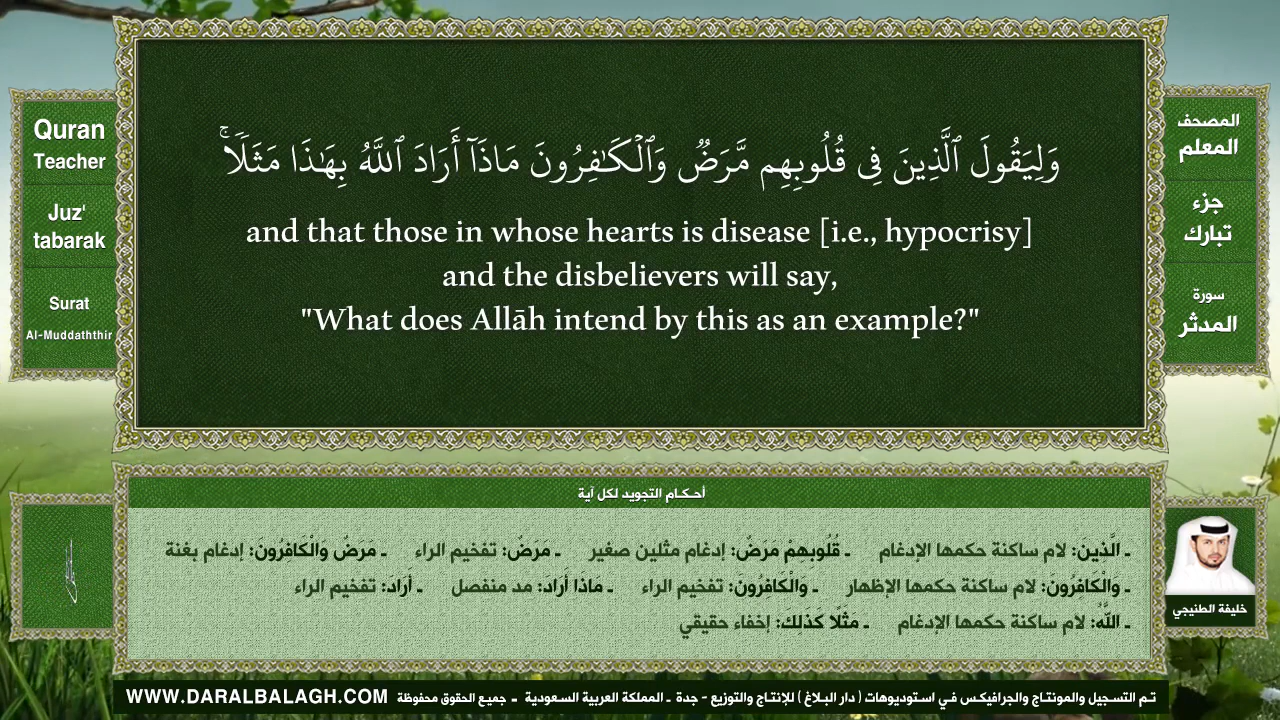 Quran
Teacher
Juz'
tabarak
Surat
Al-Muddaththir
المصحف
المعلم
جزء
تبارك
سورة
المدثر
وَلِيَقُولَ ٱلَّذِينَ فِى قُلُوبِهِم مَّرَضٌ وَٱلْكَـٰفِرُونَ مَاذَآ أَرَادَ ٱللَّهُ بِهَـٰذَا مَثَلًاۚ
and that those in whose hearts is disease [i.e., hypocrisy]
and the disbelievers will say,
"What does Allāh intend by this as an example?"
أحكام التجويد لكل آية
ـ الَّذِينَ: لام ساكنة حكمها الإدغام ـ قُلُوبِهِم مَرَضٌ: إدغام مثلين صغير ـ مَرَضٌ: تفخيم الراء ـ مَرَضٌ وَالْكَافِرُونَ: إدغام بغنة
ـ والْكَافِرُونَ: لام ساكنة حكمها الإظهار ـ والْكَافِرُونَ: تفخيم الراء ـ مَاذَا أَرَادَ: مد منفصل ـ أَرادَ: تفخيم الراء
ـ اللَّهُ: لام ساكنة حكمها الإدغام ـ مَثَلًا كَذَلِكَ: إخفاء حقيقي
خليفة الطنيجي
تم التسجيل والمونتاج والجرافيكس في استوديوهات ( دار البلاغ ) للإنتاج والتوزيع - جدة ـ المملكة العربية السعودية ـ جميع الحقوق محفوظة WWW.DARALBALAGH.COM